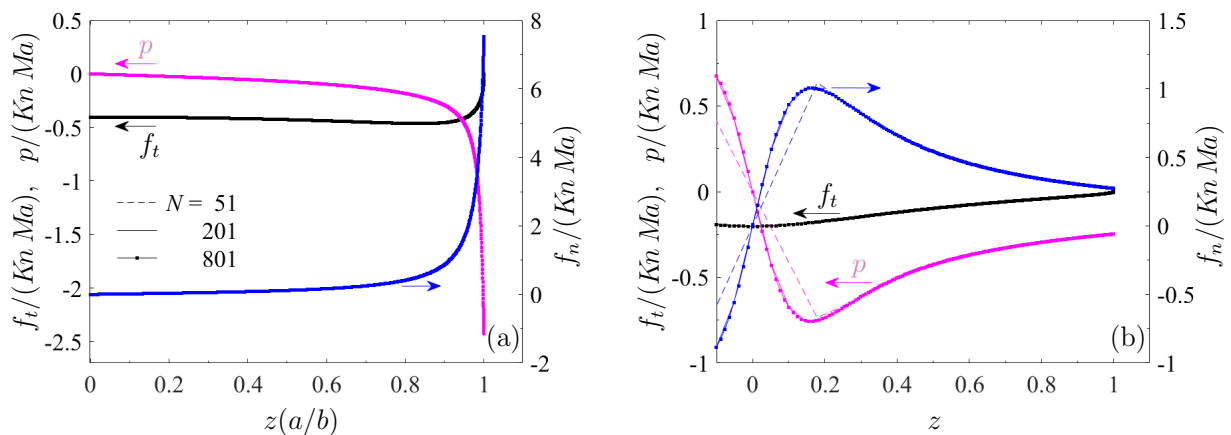 f_t/(Kn Ma), p/(Kn Ma)
0.5
0
-0.5
-1
-1.5
-2
-2.5
p
f_t
N = 51
201
801
(a)
8
6
4
2
0
-2
f_n/(Kn Ma)
0 0.2 0.4 0.6 0.8 1
z(a/b)
f_t/(Kn Ma), p/(Kn Ma)
1
0.5
0
-0.5
-1
f_t
p
(b)
1.5
1
0.5
0
-0.5
-1
f_n/(Kn Ma)
0 0.2 0.4 0.6 0.8 1
z